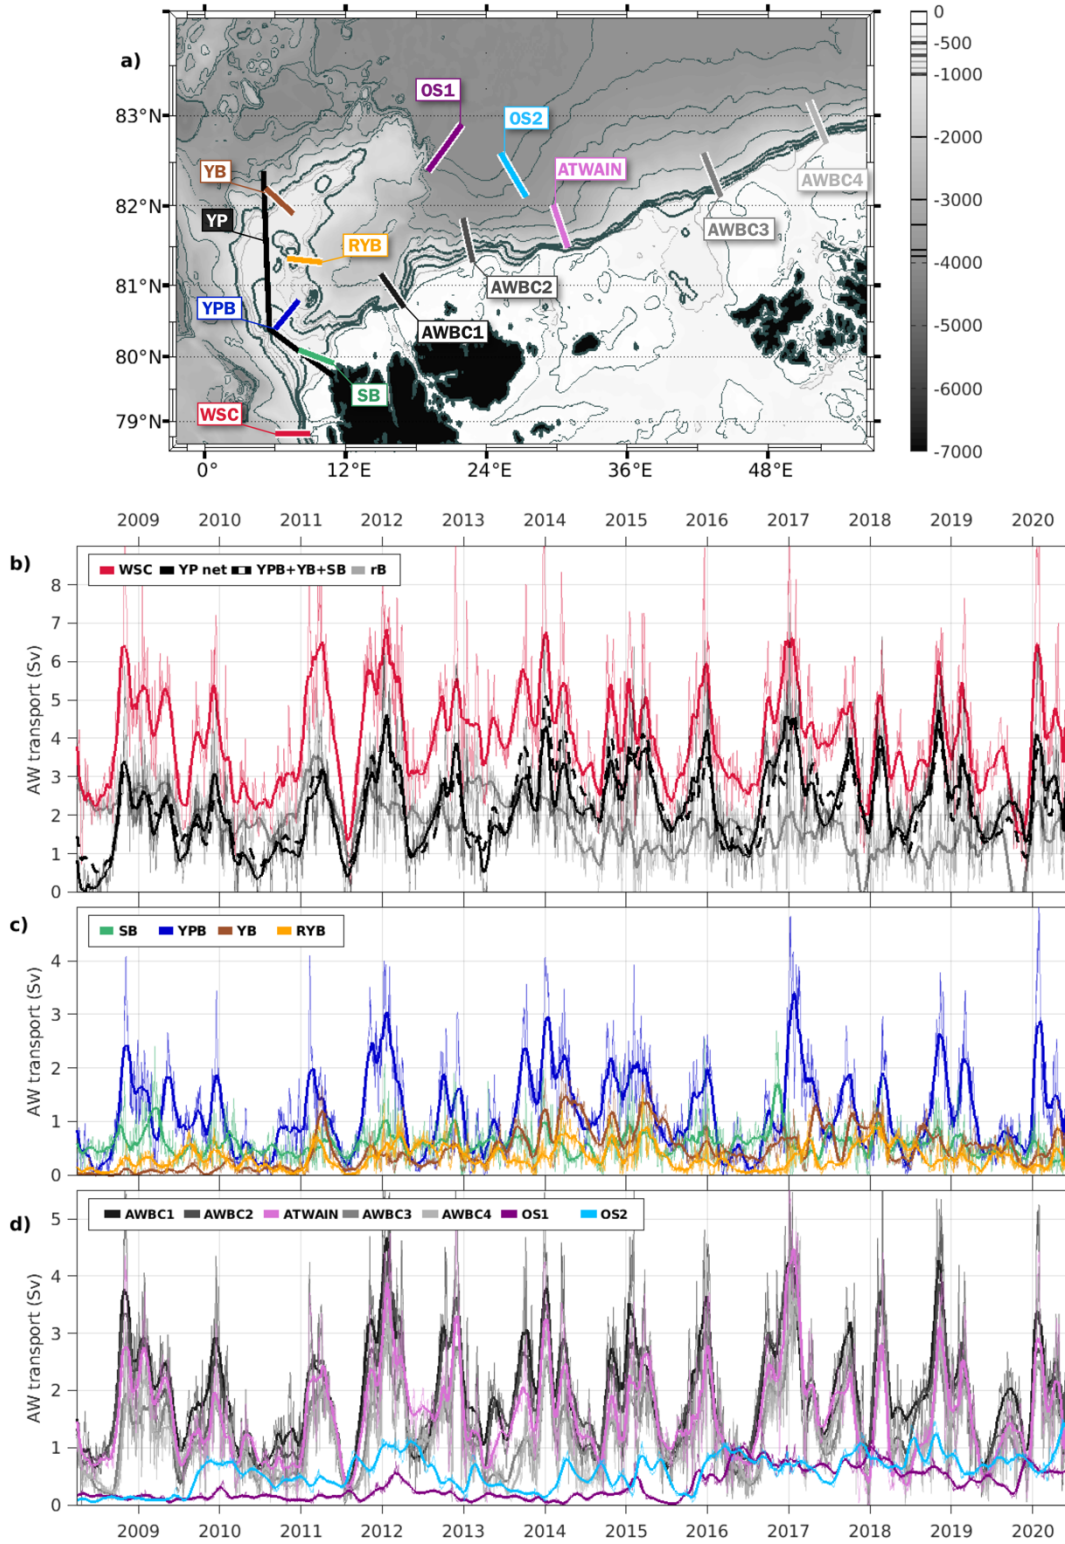 a)
OS1
OS2
ATWAIN
AWBC4
AWBC3
YB
YP
RYB
AWBC2
YPB
AWBC1
SB
WSC
83°N
82°N
81°N
80°N
79°N
0°
12°E
24°E
36°E
48°E
0
-500
-1000
-2000
-3000
-4000
-5000
-6000
-7000
2009 2010 2011 2012 2013 2014 2015 2016 2017 2018 2019 2020
b)
WSC YP net YPB+YB+SB rB
AW transport (Sv)
8
7
6
5
4
3
2
1
0
c)
SB YPB YB RYB
AW transport (Sv)
4
3
2
1
0
d)
AWBC1 AWBC2 ATWAIN AWBC3 AWBC4 OS1 OS2
AW transport (Sv)
5
4
3
2
1
0
2009 2010 2011 2012 2013 2014 2015 2016 2017 2018 2019 2020